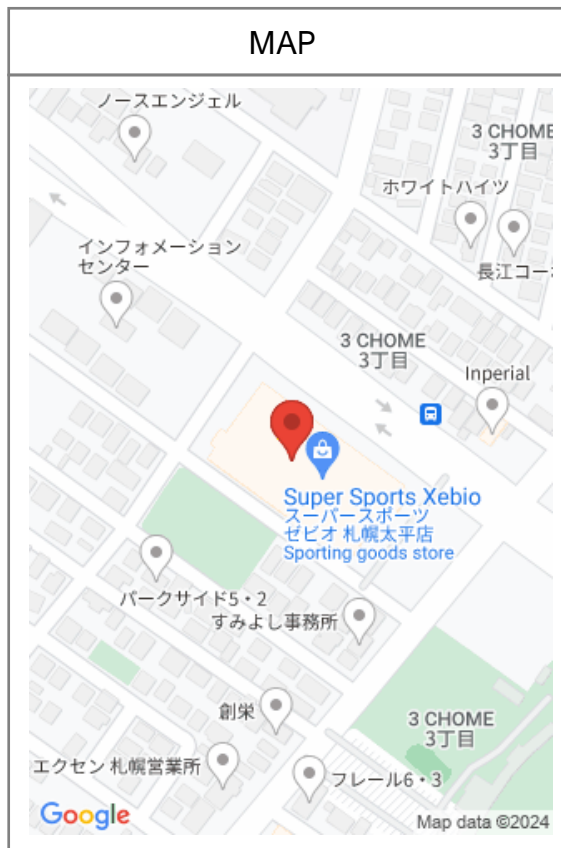 MAP
ノースエンジェル
3 CHOME
3丁目
ホワイトハイツ
インフォメーション
センター
長江コーポ
3 CHOME
3丁目
Inperial
Super Sports Xebio
スーパースポーツ
ゼビオ 札幌太平店
Sporting goods store
パークサイド5・2
すみよし事務所
創栄
3 CHOME
3丁目
エクセン 札幌営業所
フレール6・3
Google
Map data ©2024